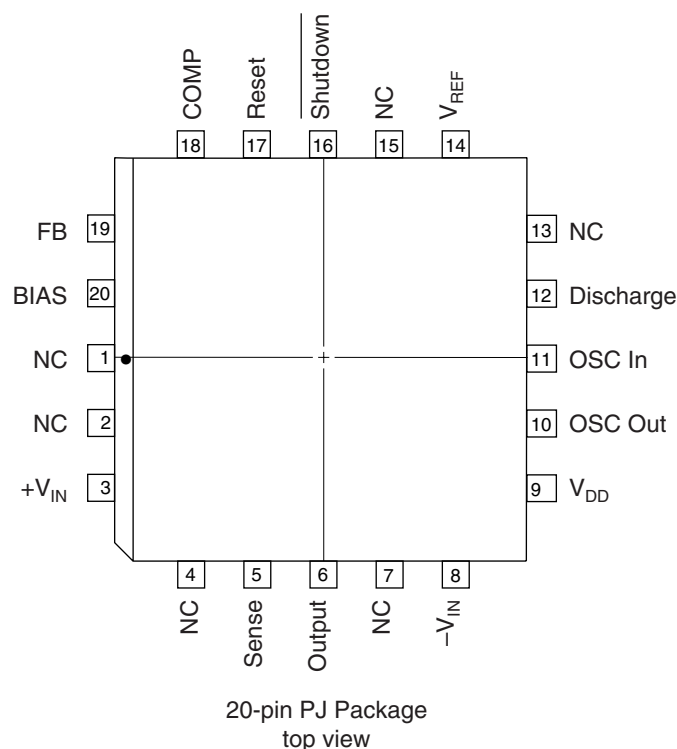 COMP
Reset
Shutdown
NC
VREF
18
17
16
15
14
FB 19
13 NC
BIAS 20
12 Discharge
NC 1
11 OSC In
NC 2
10 OSC Out
+VIN 3
9 VDD
4
5
6
7
8
NC
Sense
Output
NC
–VIN
20-pin PJ Package
top view